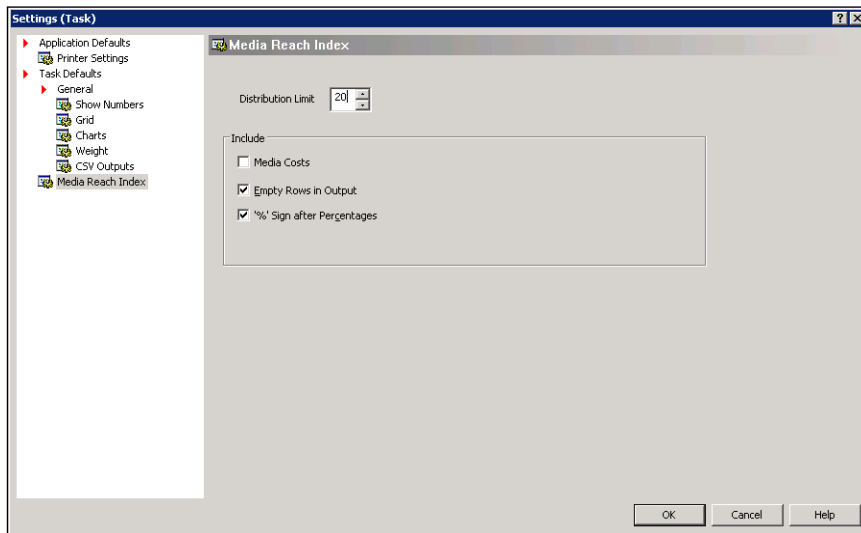 Settings (Task)
Application Defaults
Printer Settings
Task Defaults
General
Show Numbers
Grid
Charts
Weight
CSV Outputs
Media Reach Index
Media Reach Index
Distribution Limit 20
Include
Media Costs
Empty Rows in Output
'%' Sign after Percentages
OK Cancel Help